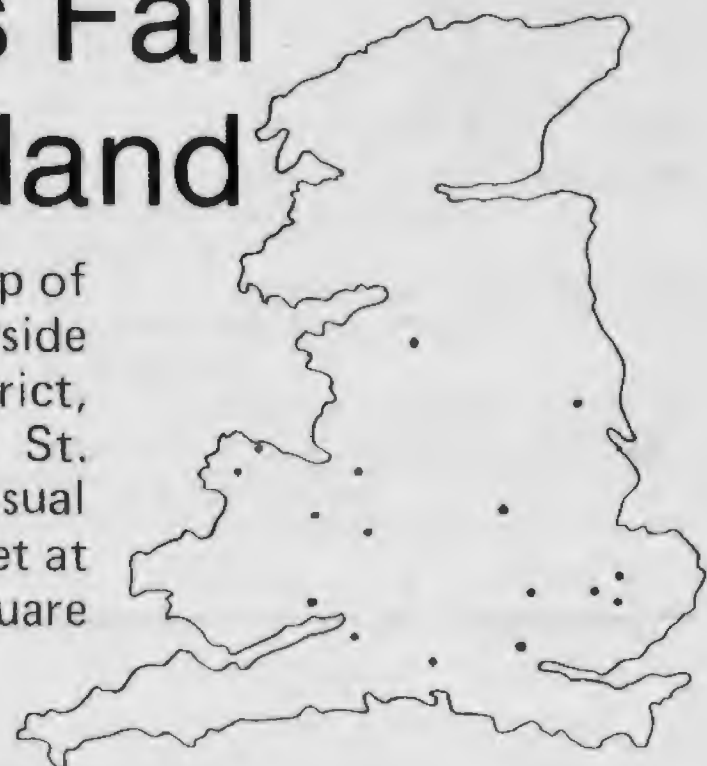 s Fall
land
p of
side
rict,
St.
sual
et at
uare